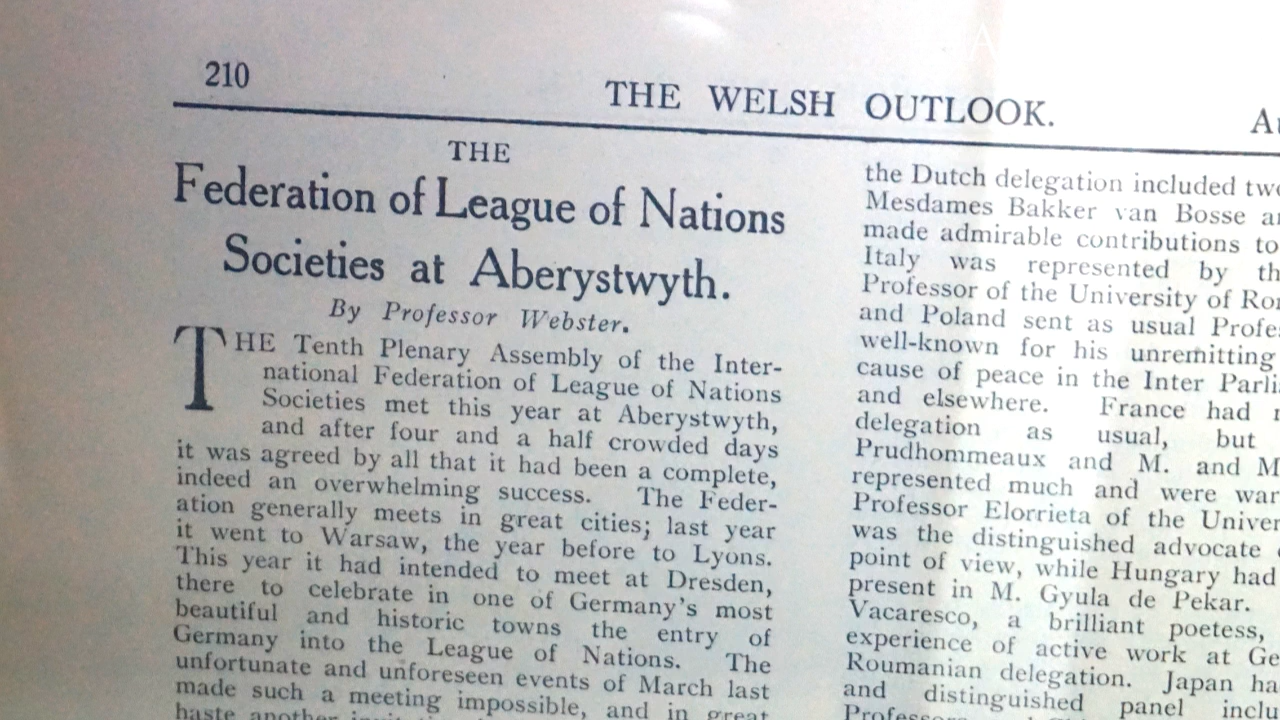 210
THE WELSH OUTLOOK.
THE
Federation of League of Nations
Societies at Aberystwyth.
By Professor Webster.
THE Tenth Plenary Assembly of the Inter-
national Federation of League of Nations
Societies met this year at Aberystwyth,
and after four and a half crowded days
it was agreed by all that it had been a complete,
indeed an overwhelming success. The Feder-
ation generally meets in great cities; last year
it went to Warsaw, the year before to Lyons.
This year it had intended to meet at Dresden,
there to celebrate in one of Germany's most
beautiful and historic towns the entry of
Germany into the League of Nations. The
unfortunate and unforeseen events of March last
made such a meeting impossible, and in great
haste another
the Dutch delegation included
Mesdames Bakker van Bosse
made admirable contributions to
Italy was represented by
Professor of the University of
and Poland sent as usual
well-known for his unremitting
cause of peace in the Inter
and elsewhere. France had
delegation as usual, but
Prudhommeaux and M. and
represented much and were
Professor Elorrieta of the
was the distinguished advocate
point of view, while Hungary had
present in M. Gyula de Pekar.
Vacaresco, a brilliant poetess,
experience of active work at
Roumanian delegation. Japan
and distinguished panel